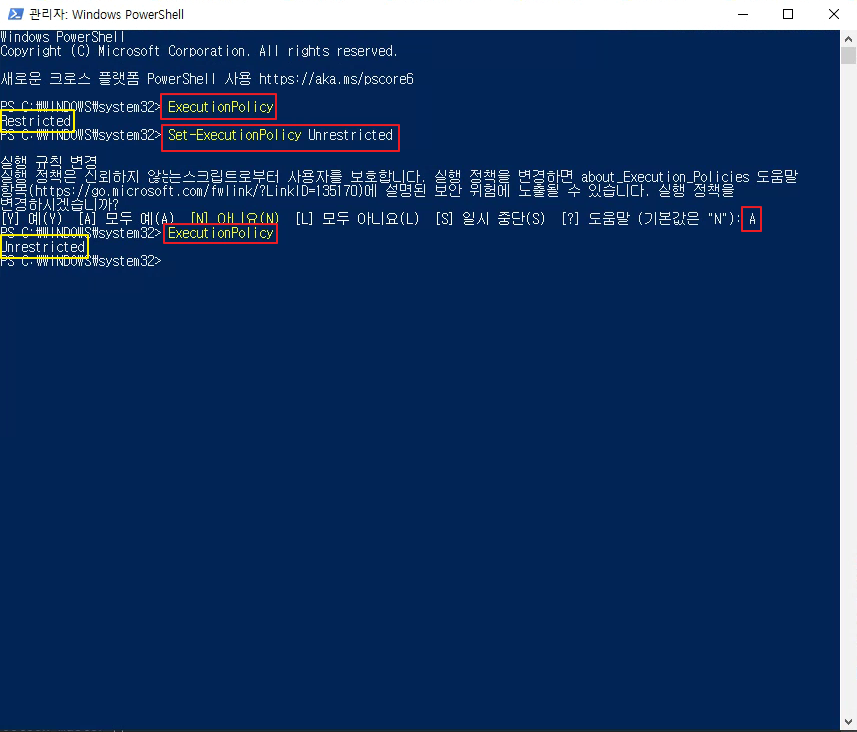 관리자: Windows PowerShell
Windows PowerShell
Copyright (C) Microsoft Corporation. All rights reserved.
새로운 크로스 플랫폼 PowerShell 사용 https://aka.ms/pscore6
PS C:\WINDOWS\system32> ExecutionPolicy
Restricted
PS C:\WINDOWS\system32> Set-ExecutionPolicy Unrestricted
실행 규칙 변경
실행 정책은 신뢰하지 않는스크립트로부터 사용자를 보호합니다. 실행 정책을 변경하면 about_Execution_Policies 도움말
항목(https://go.microsoft.com/fwlink/?LinkID=135170)에 설명된 보안 위험에 노출될 수 있습니다. 실행 정책을
변경하시겠습니까?
[Y] 예(Y)  [A] 모두 예(A)  [N] 아니요(N)  [L] 모두 아니요(L)  [S] 일시 중단(S)  [?] 도움말 (기본값은 "N"): A
PS C:\WINDOWS\system32> ExecutionPolicy
Unrestricted
PS C:\WINDOWS\system32>